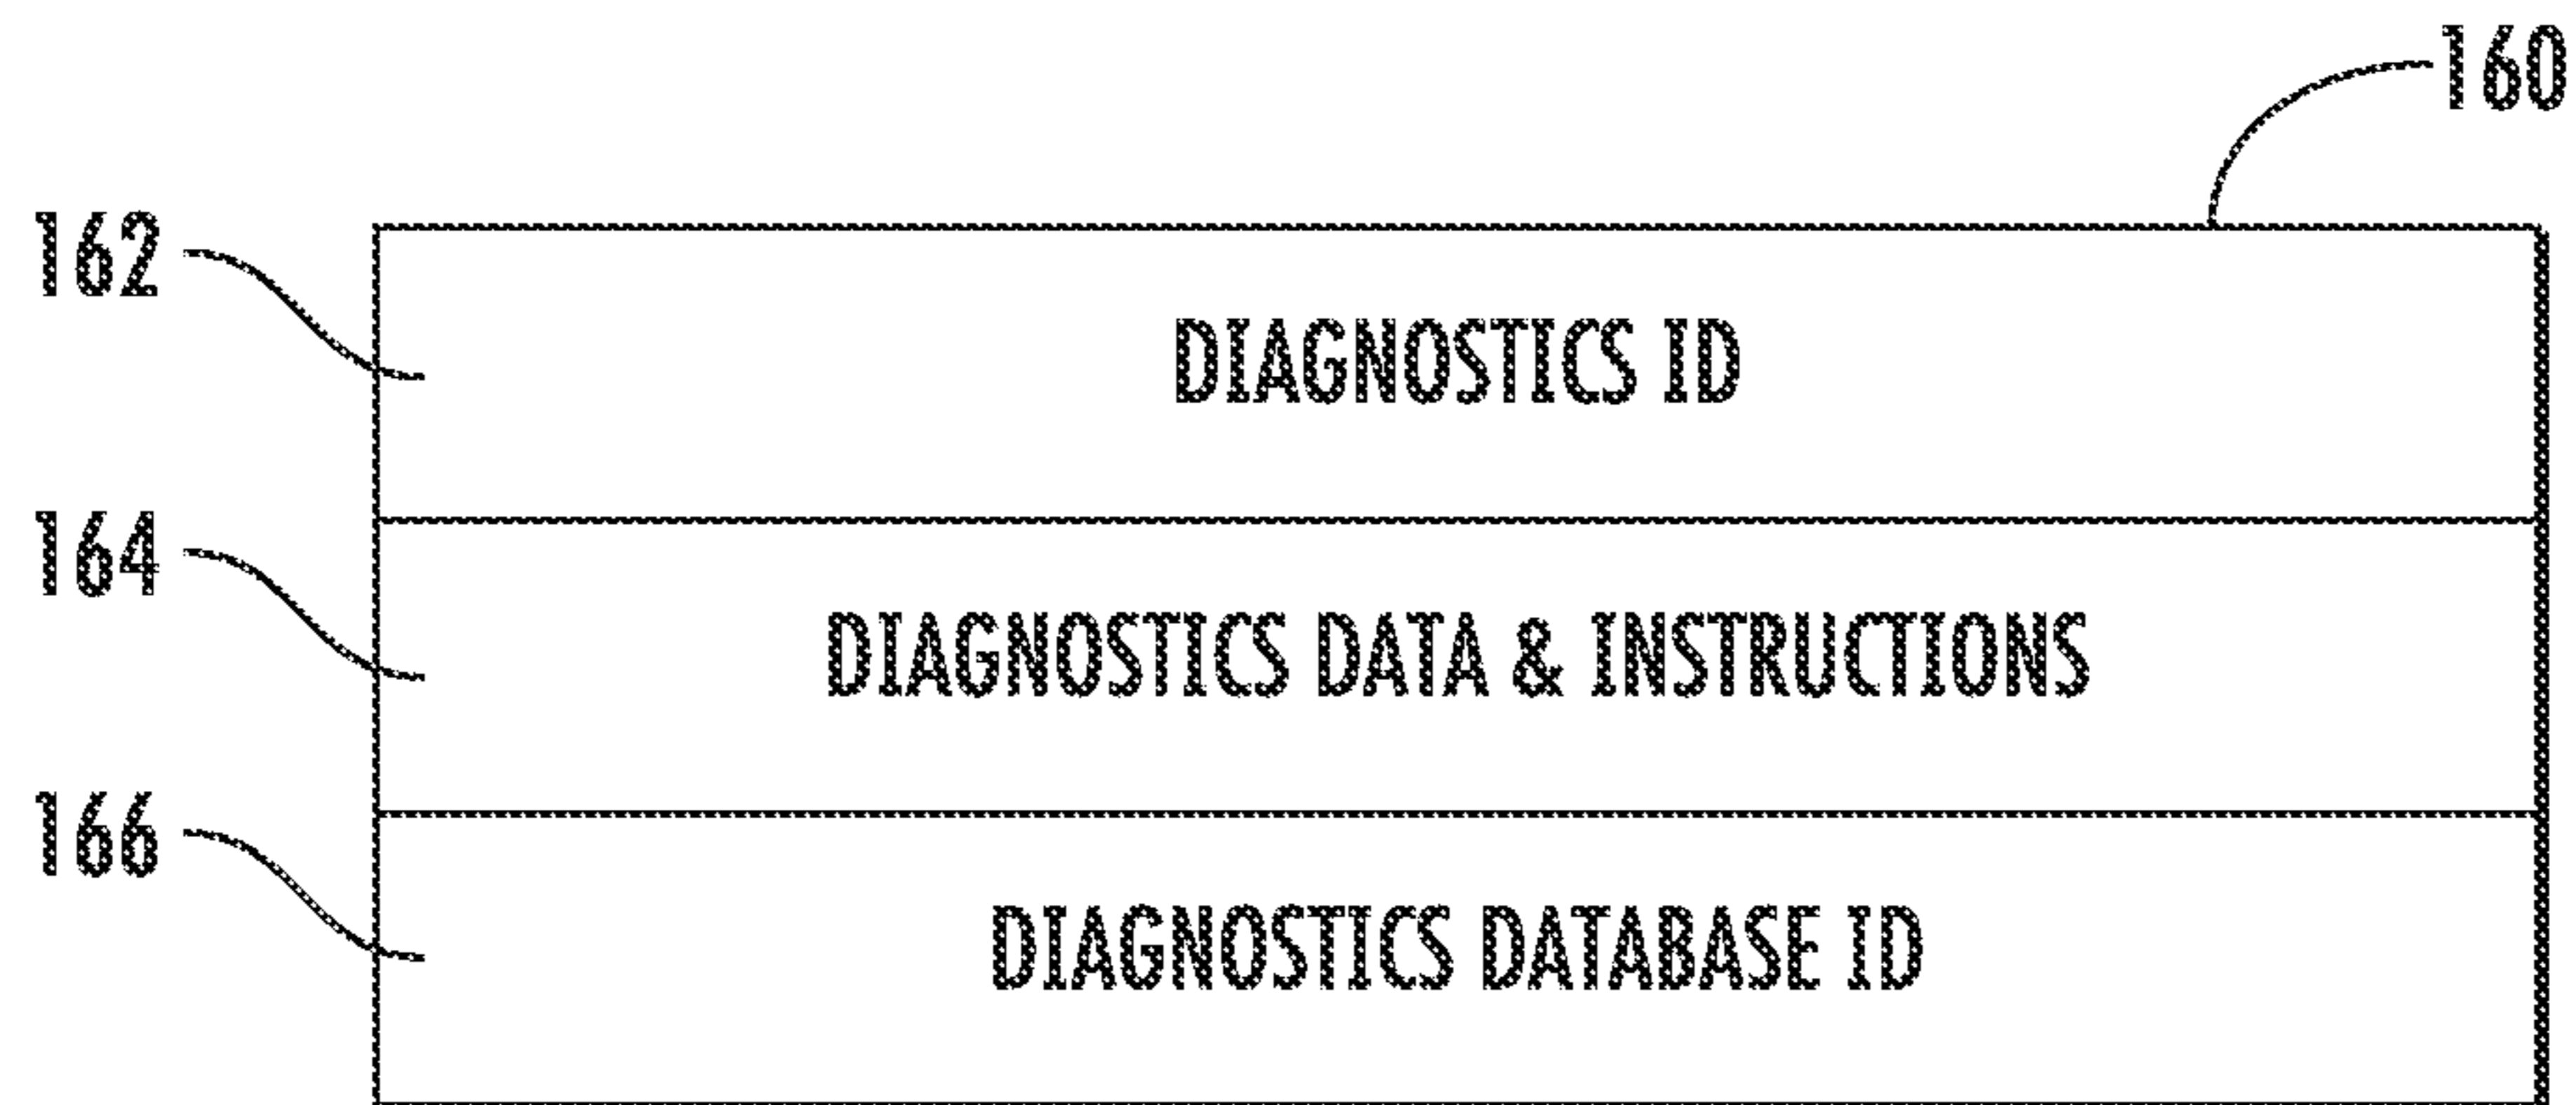 160
162
DIAGNOSTICS ID
164
DIAGNOSTICS DATA & INSTRUCTIONS
166
DIAGNOSTICS DATABASE ID